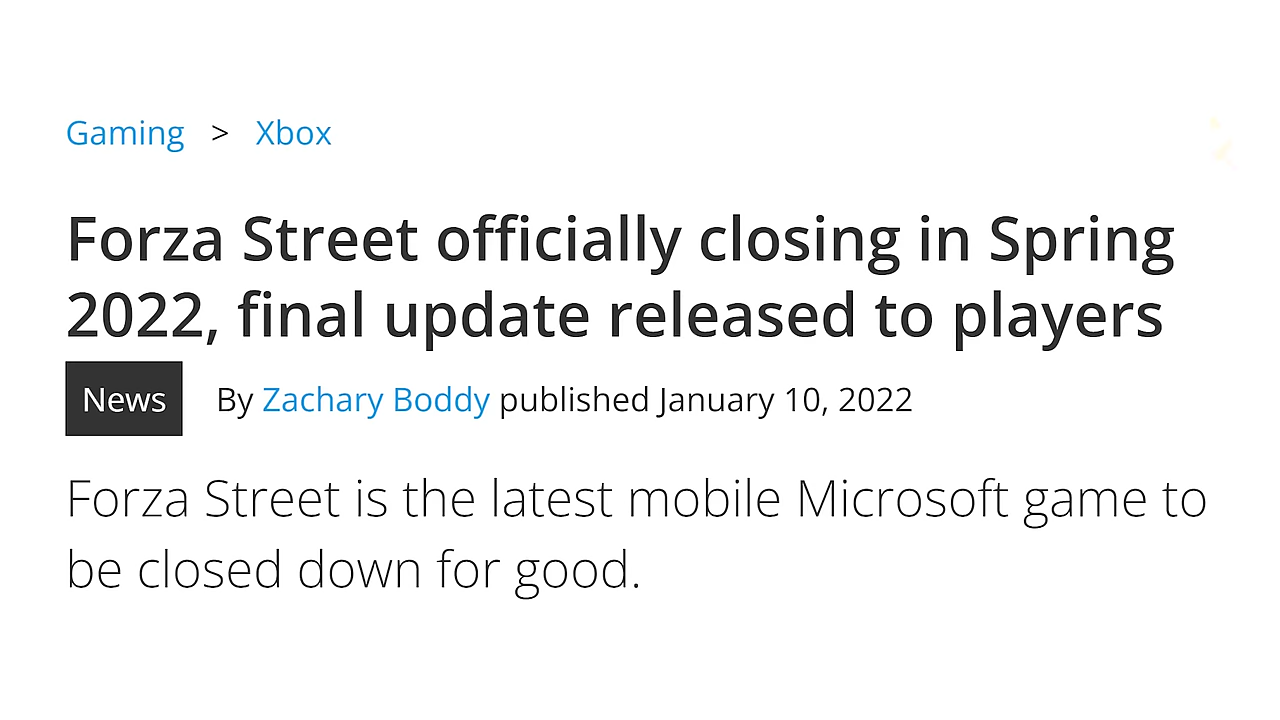 Gaming > Xbox
Forza Street officially closing in Spring
2022, final update released to players
News By Zachary Boddy published January 10, 2022
Forza Street is the latest mobile Microsoft game to
be closed down for good.